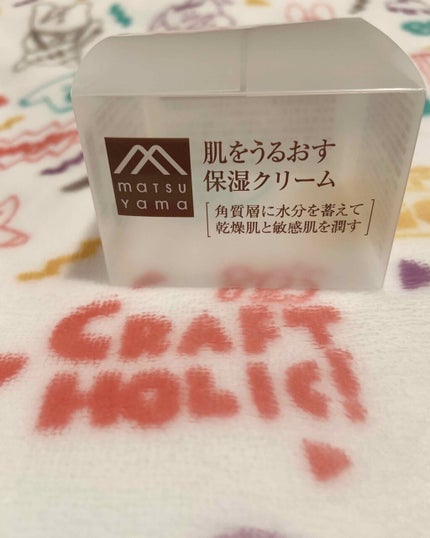 matsu
yama
肌をうるおす
保湿クリーム
角質層に水分を蓄えて
乾燥肌と敏感肌を潤す
CRAFT
HOLIC!